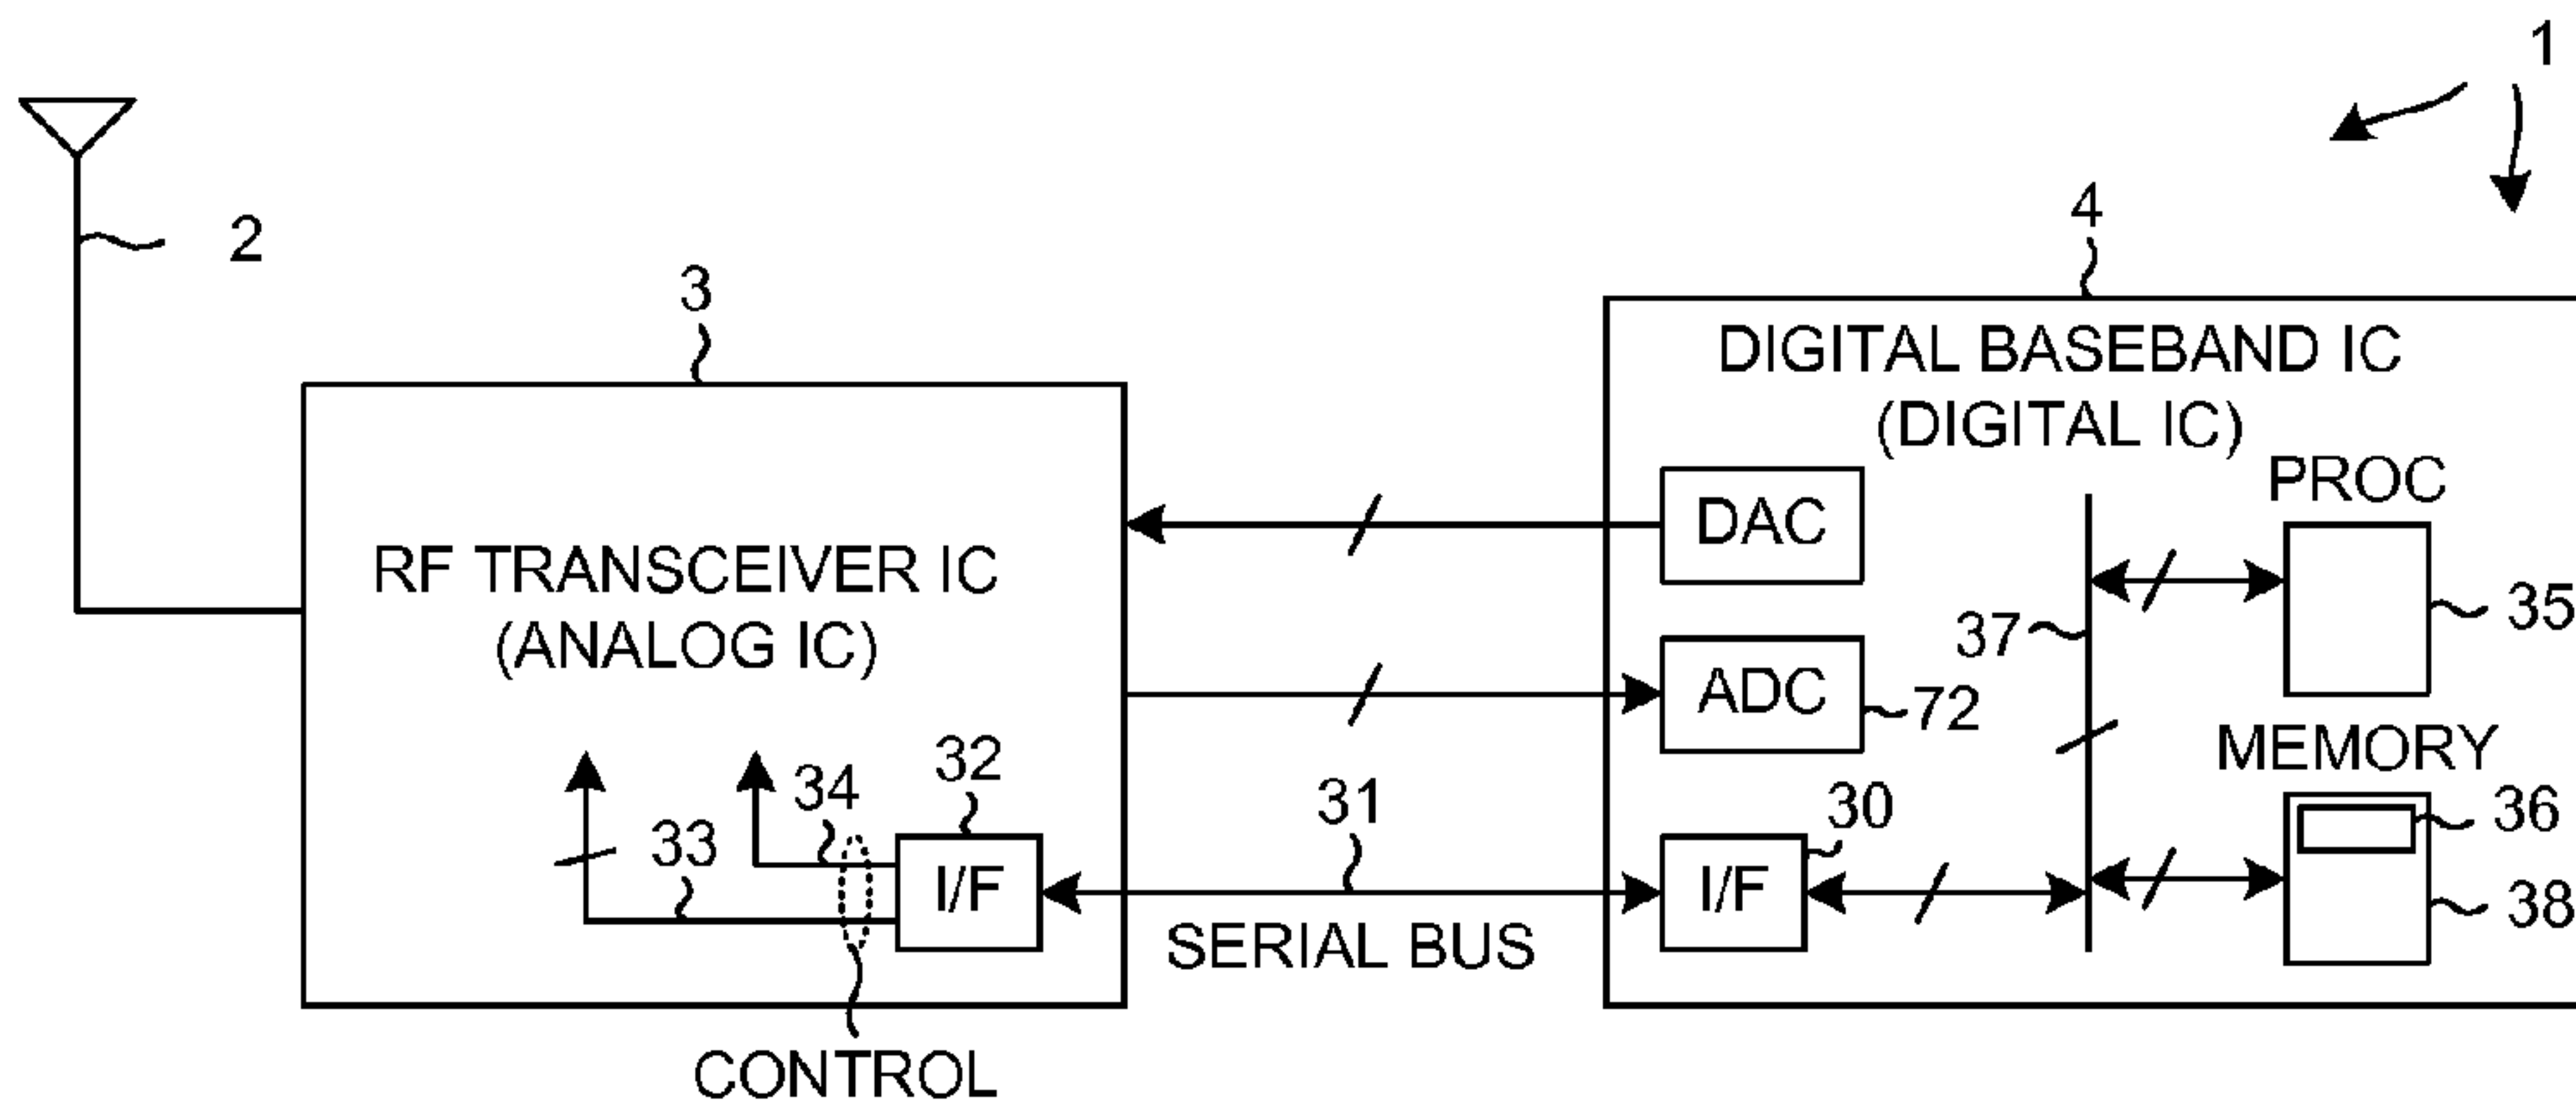 1
2
3
4
DIGITAL BASEBAND IC
(DIGITAL IC)
RF TRANSCEIVER IC
(ANALOG IC)
DAC
PROC
35
37
ADC
72
MEMORY
36
38
34
32
33
I/F
31
SERIAL BUS
30
I/F
CONTROL